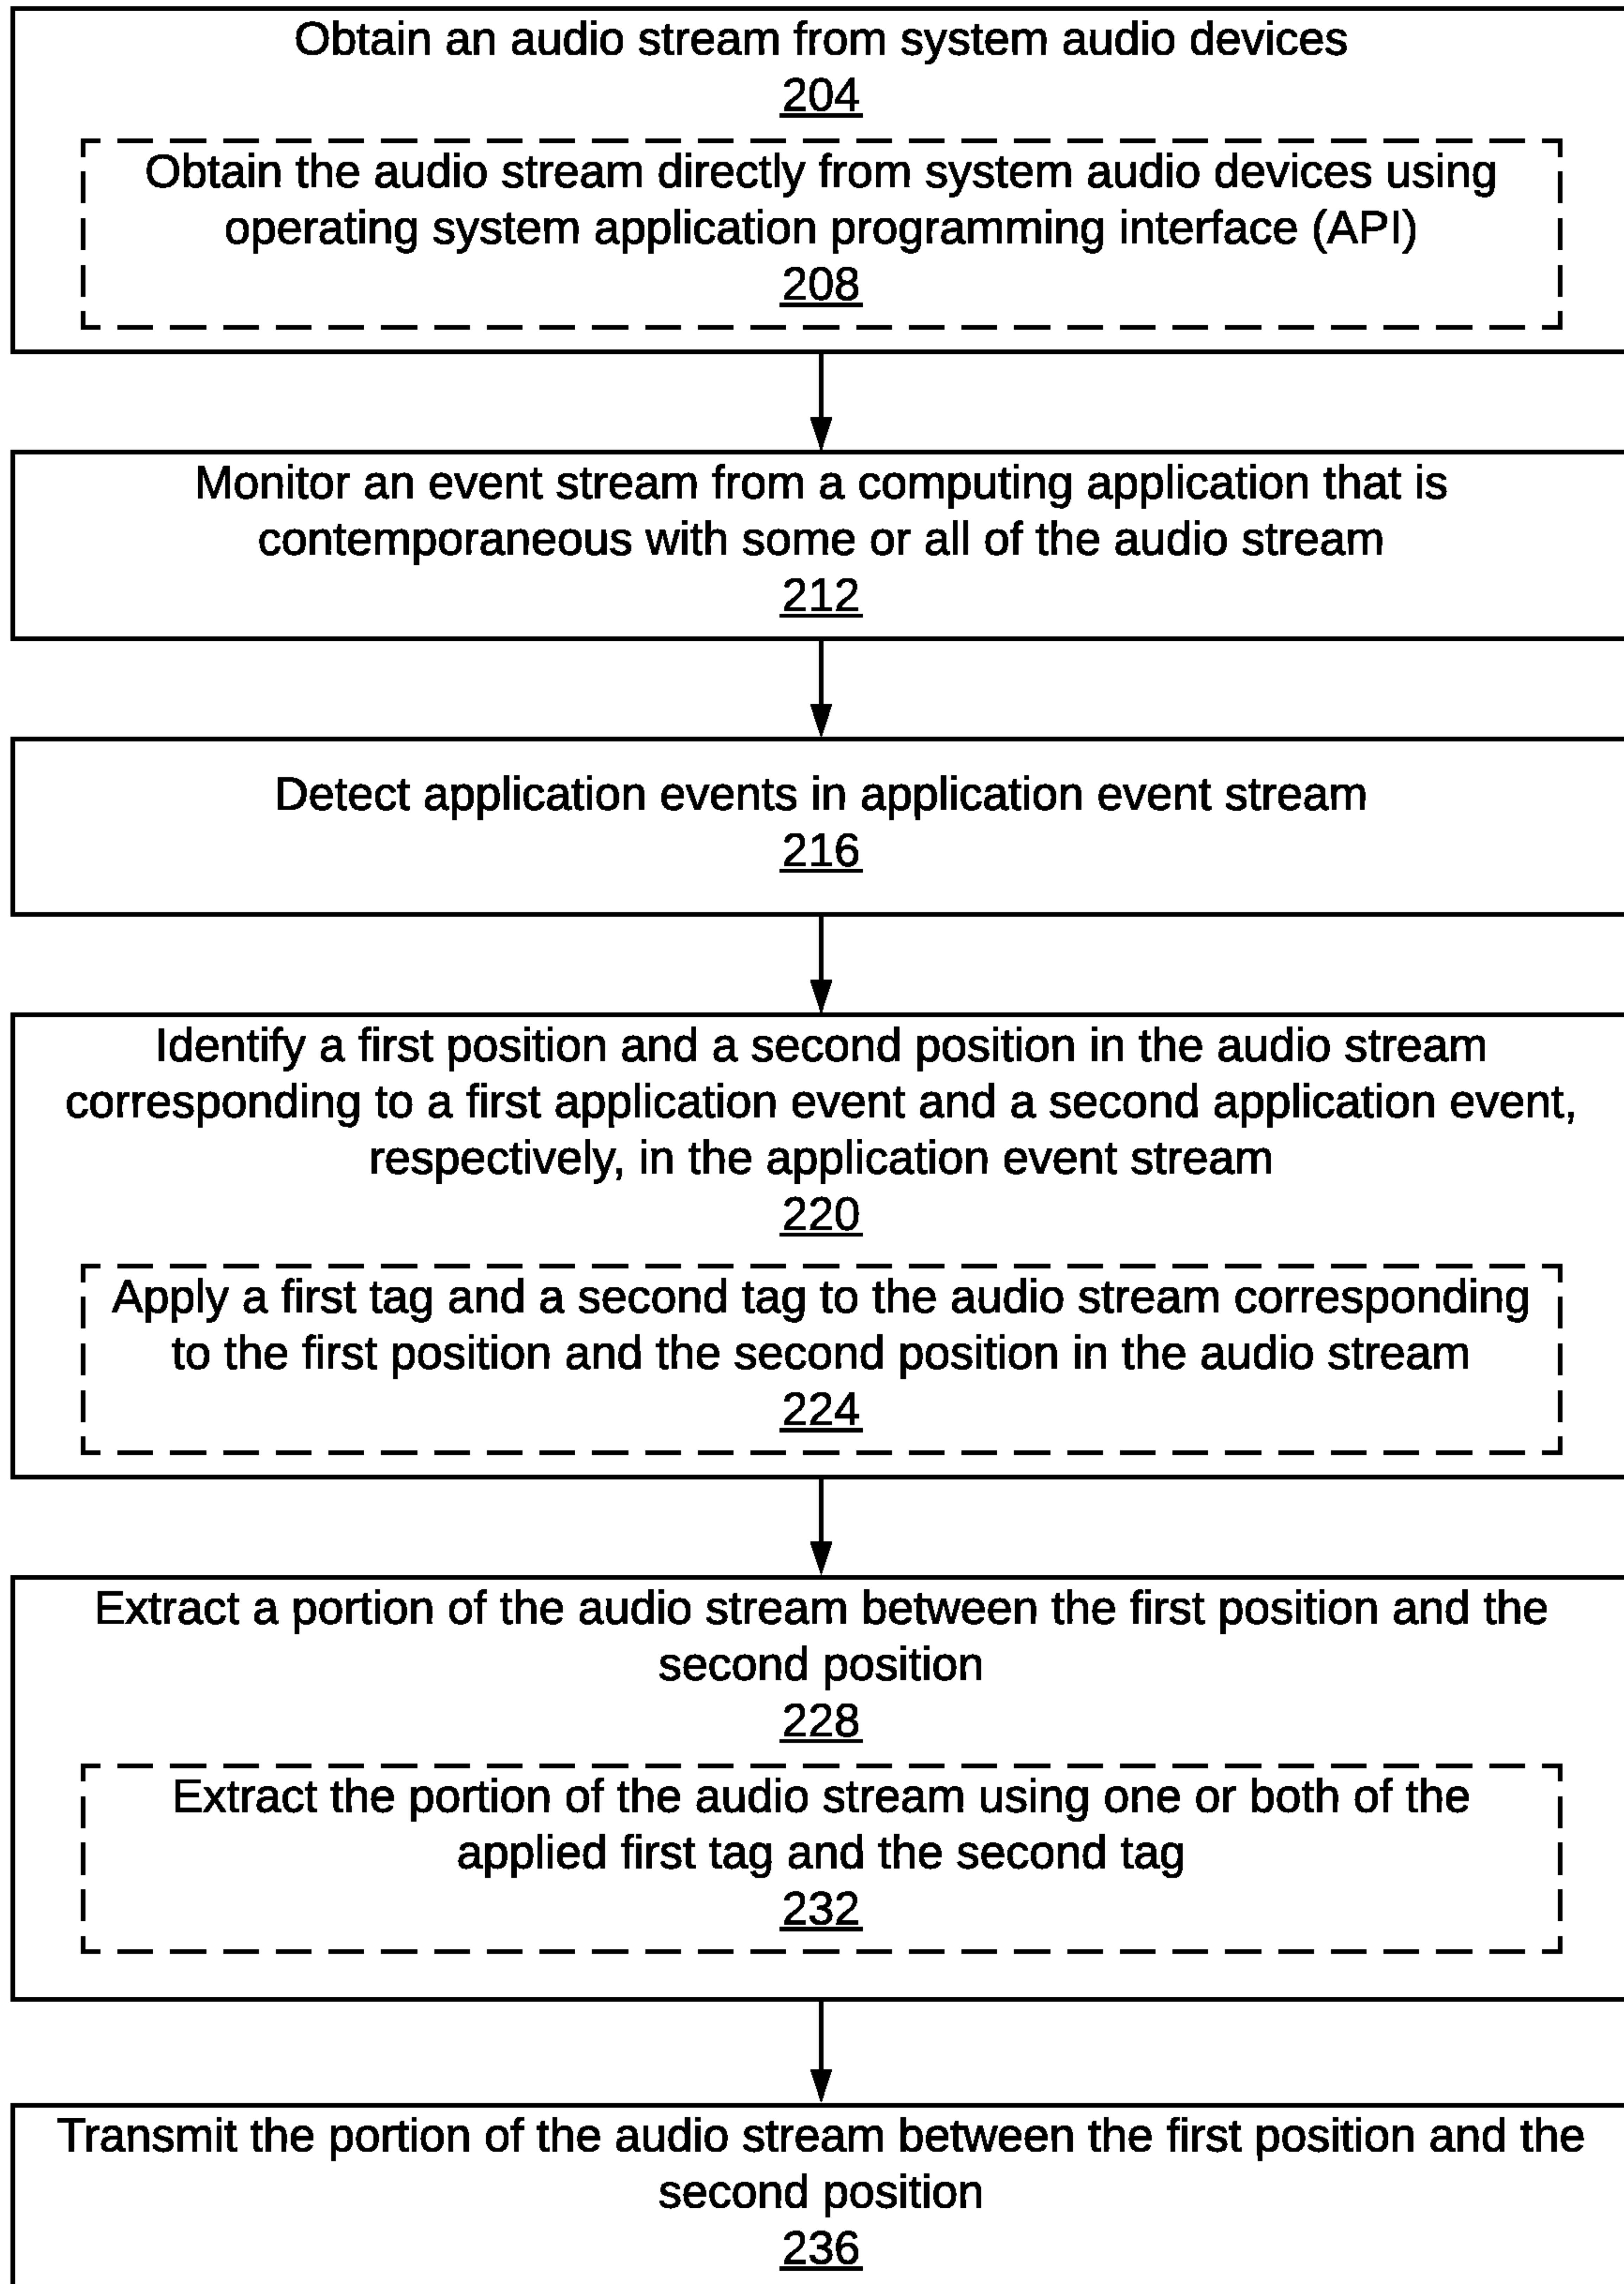 Obtain an audio stream from system audio devices
204
Obtain the audio stream directly from system audio devices using
operating system application programming interface (API)
208
Monitor an event stream from a computing application that is
contemporaneous with some or all of the audio stream
212
Detect application events in application event stream
216
Identify a first position and a second position in the audio stream
corresponding to a first application event and a second application event,
respectively, in the application event stream
220
Apply a first tag and a second tag to the audio stream corresponding
to the first position and the second position in the audio stream
224
Extract a portion of the audio stream between the first position and the
second position
228
Extract the portion of the audio stream using one or both of the
applied first tag and the second tag
232
Transmit the portion of the audio stream between the first position and the
second position
236